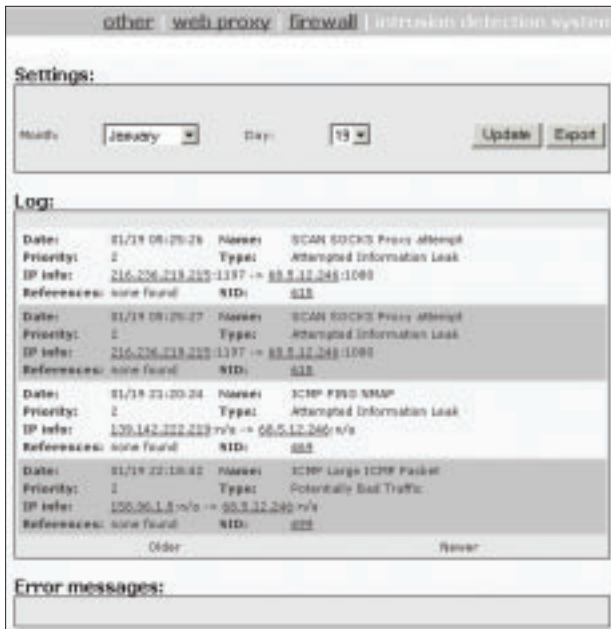 other | web proxy | firewall | intrusion detection system
Settings:
Month: January Day: 19 Update Export
Log:
Date: 01/19 05:25:26 Name: SCAN SOCKS Proxy attempt
Priority: 2 Type: Attempted Information Leak
IP info: 216.236.219.215:1197 -> 68.5.12.246:1080
References: none found SID: 615
Date: 01/19 05:25:27 Name: SCAN SOCKS Proxy attempt
Priority: 2 Type: Attempted Information Leak
IP info: 216.236.219.215:1197 -> 68.5.12.246:1080
References: none found SID: 615
Date: 01/19 21:20:24 Name: ICMP PING NMAP
Priority: 2 Type: Attempted Information Leak
IP info: 139.142.222.219:n/a -> 68.5.12.246:n/a
References: none found SID: 469
Date: 01/19 22:18:42 Name: ICMP Large ICMP Packet
Priority: 2 Type: Potentially Bad Traffic
IP info: -> 68.5.12.246:n/a
References: none found SID: 499
Older Newer
Error messages: